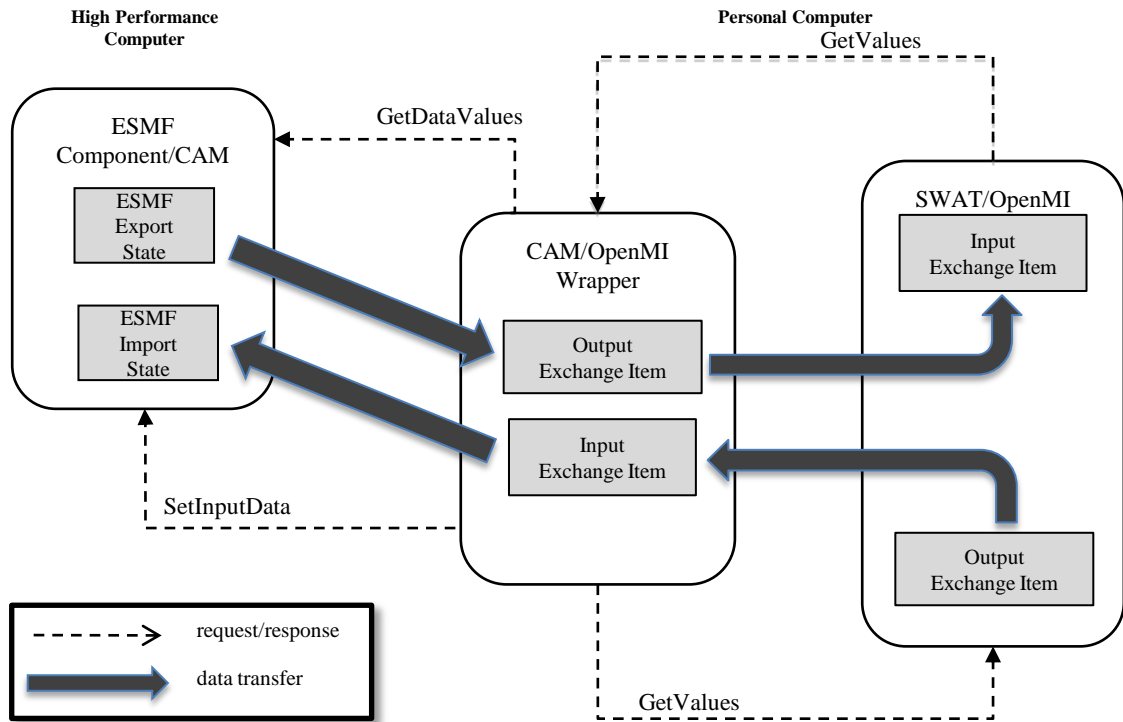 High Performance
Computer
Personal Computer
GetValues
GetDataValues
ESMF
Component/CAM
ESMF
Export
State
ESMF
Import
State
CAM/OpenMI
Wrapper
Output
Exchange Item
Input
Exchange Item
SWAT/OpenMI
Input
Exchange Item
Output
Exchange Item
SetInputData
GetValues
request/response
data transfer